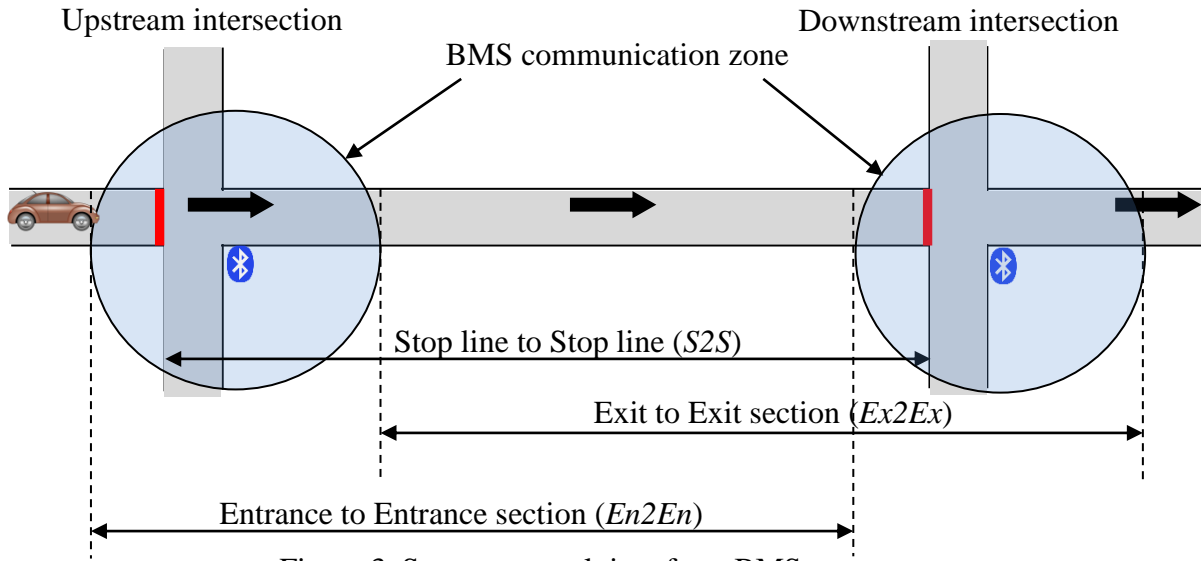 Upstream intersection
Downstream intersection
BMS communication zone
Stop line to Stop line (S2S)
Exit to Exit section (Ex2Ex)
Entrance to Entrance section (En2En)